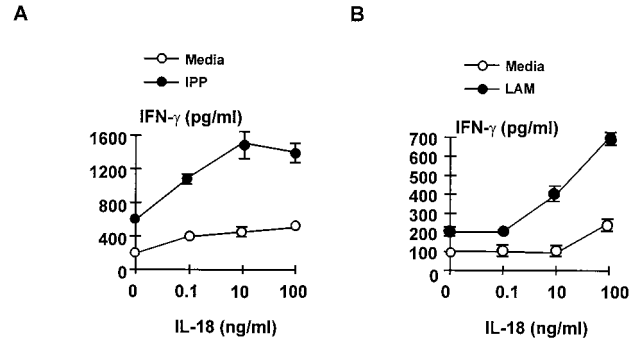 A
Media
IPP
IFN-γ (pg/ml)
1600
1200
800
400
0
0 0.1 10 100
IL-18 (ng/ml)
B
Media
LAM
IFN-γ (pg/ml)
700
600
500
400
300
200
100
0
0 0.1 10 100
IL-18 (ng/ml)